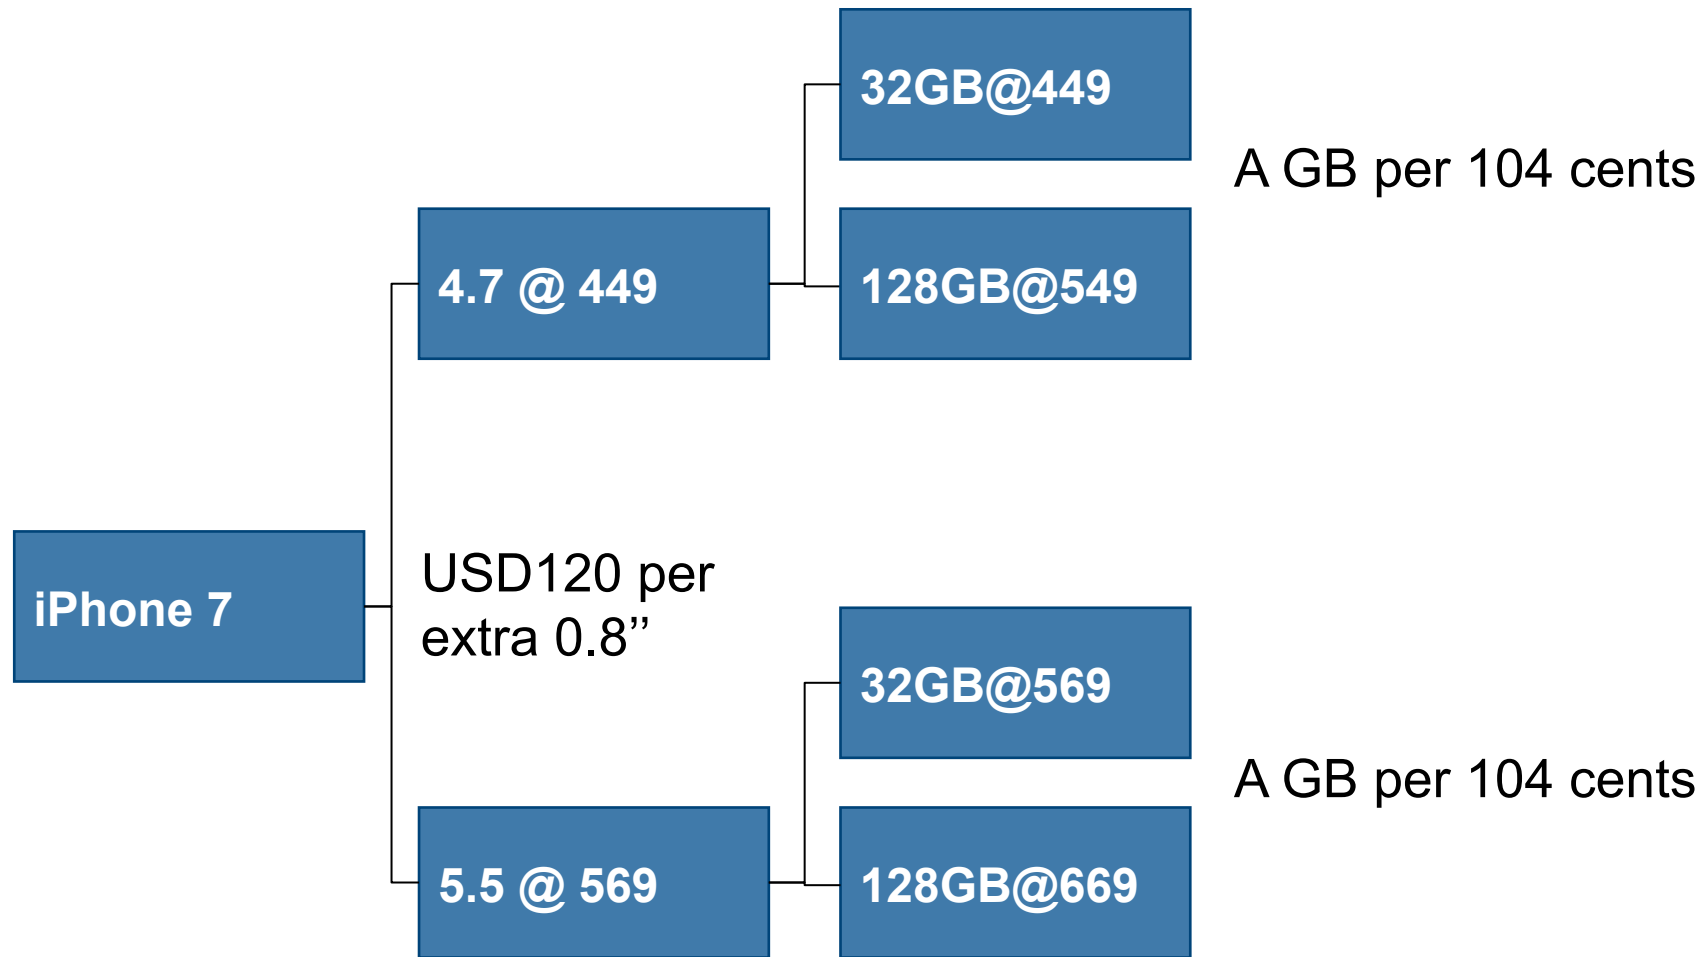 32GB@449
A GB per 104 cents
4.7 @ 449
128GB@549
iPhone 7
USD120 per
extra 0.8’’
32GB@569
A GB per 104 cents
5.5 @ 569
128GB@669